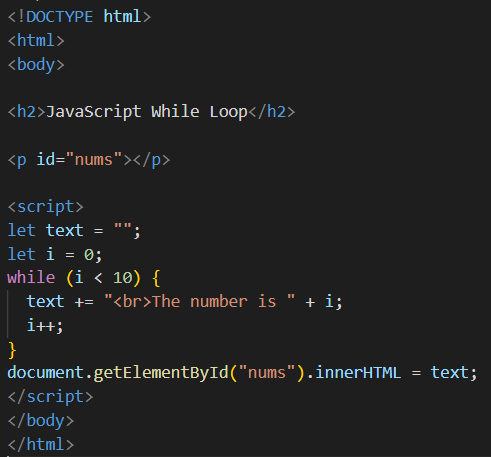 <!DOCTYPE html>
<html>
<body>
<h2>JavaScript While Loop</h2>
<p id="nums"></p>
<script>
let text = "";
let i = 0;
while (i < 10) {
  text += "<br>The number is " + i;
  i++;
}
document.getElementById("nums").innerHTML = text;
</script>
</body>
</html>